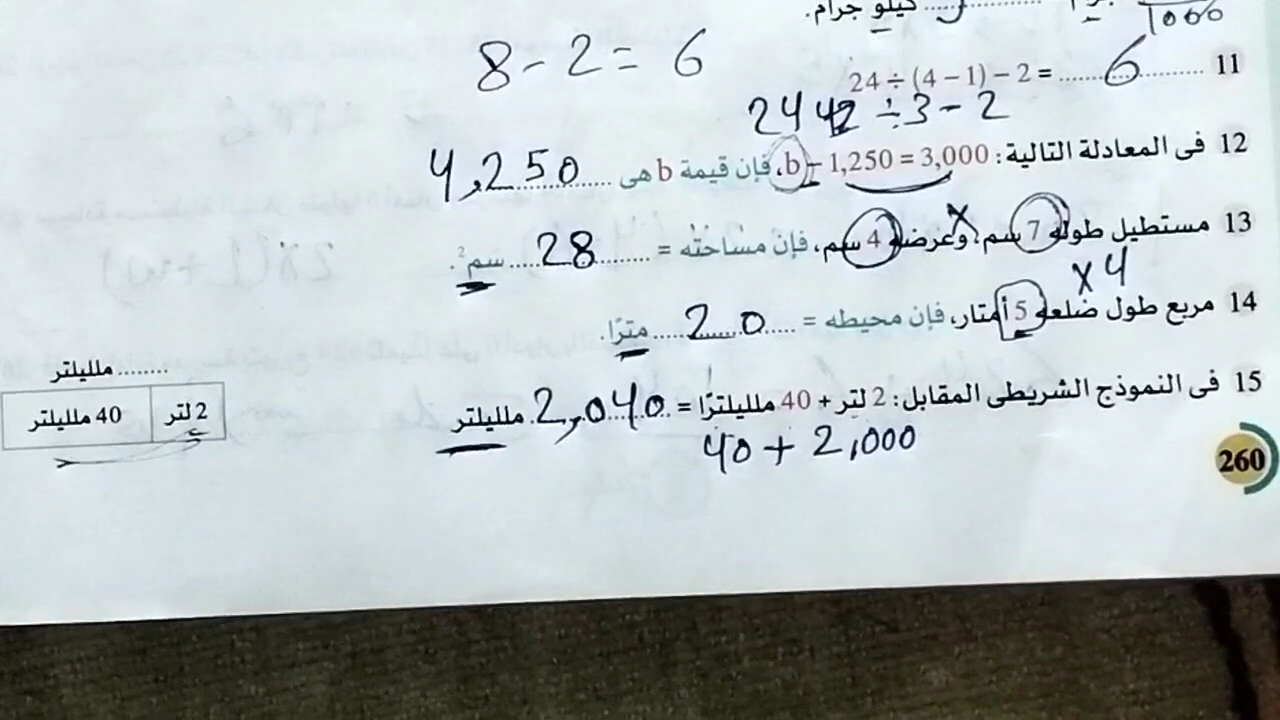 كيلو جرام.
1000
8 - 2 = 6
11 24 ÷ (4 – 1) – 2 = ........ 6 ........
÷ 3 - 2
12 فى المعادلة التالية: b – 1,250 = 3,000، فإن قيمة b هى 4,250
13 مستطيل طوله 7 سم، وعرضه 4 سم، فإن مساحته = ........ 28 ..... سم².
x
x 4
14 مربع طول ضلعه 5 أمتار، فإن محيطه = ..... 20 ..... مترًا.
15 فى النموذج الشريطى المقابل: 2 لتر + 40 ملليلترًا = 2,040 ملليلتر
40 + 2,000
........ ملليلتر
2 لتر 40 ملليلتر
260